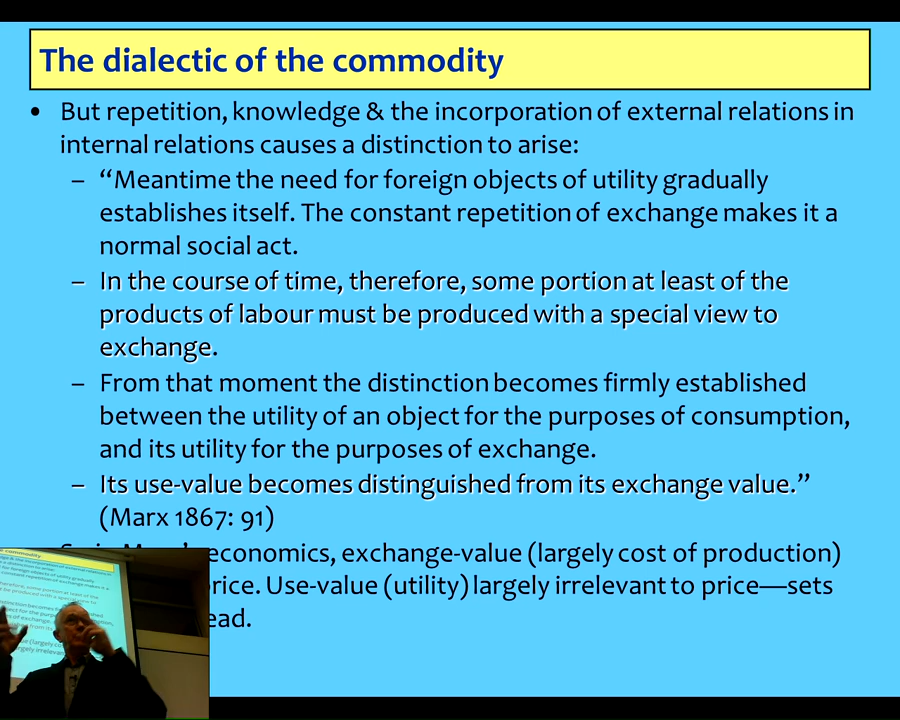 The dialectic of the commodity
• But repetition, knowledge & the incorporation of external relations in
internal relations causes a distinction to arise:
– “Meantime the need for foreign objects of utility gradually
establishes itself. The constant repetition of exchange makes it a
normal social act.
– In the course of time, therefore, some portion at least of the
products of labour must be produced with a special view to
exchange.
– From that moment the distinction becomes firmly established
between the utility of an object for the purposes of consumption,
and its utility for the purposes of exchange.
– Its use-value becomes distinguished from its exchange value.”
(Marx 1867: 91)
economics, exchange-value (largely cost of production)
Use-value (utility) largely irrelevant to price—sets